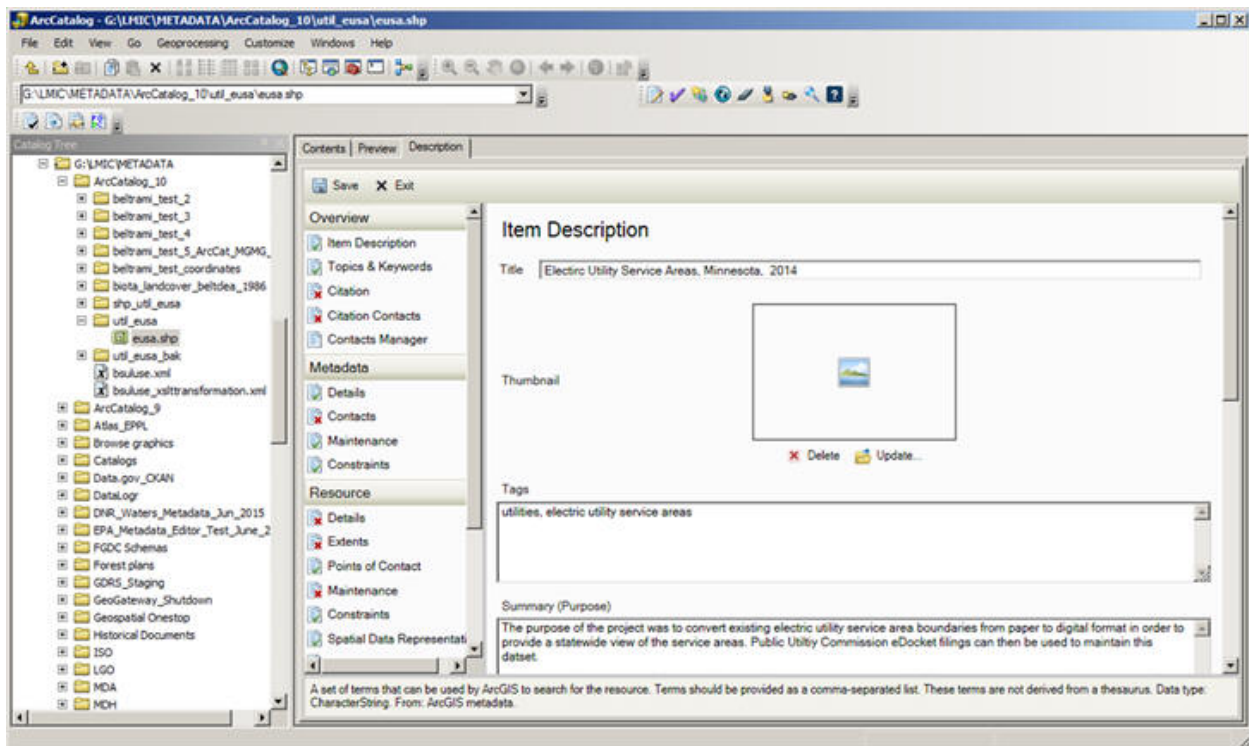 ArcCatalog - G:\LMIC\METADATA\ArcCatalog_10\util_eusa\eusa.shp
File Edit View Go Geoprocessing Customize Windows Help
G:\LMIC\METADATA\ArcCatalog_10\util_eusa\eusa.shp
Catalog Tree
G:\LMIC\METADATA
ArcCatalog_10
beltrami_test_2
beltrami_test_3
beltrami_test_4
beltrami_test_5_ArcCat_MGMG_
beltrami_test_coordinates
biota_landcover_beltdea_1986
shp_util_eusa
util_eusa
eusa.shp
util_eusa_bak
bsuluse.xml
bsuluse_xslttransformation.xml
ArcCatalog_9
Atlas_EPPL
Browse graphics
Catalogs
Data.gov_CKAN
DataLogr
DNR_Waters_Metadata_Jun_2015
EPA_Metadata_Editor_Test_June_2
FGDC Schemas
Forest plans
GDRS_Staging
GeoGateway_Shutdown
Geospatial Onestop
Historical Documents
ISO
LGO
MDA
MDH
Contents Preview Description
Save Exit
Overview
Item Description
Topics & Keywords
Citation
Citation Contacts
Contacts Manager
Metadata
Details
Contacts
Maintenance
Constraints
Resource
Details
Extents
Points of Contact
Maintenance
Constraints
Spatial Data Representati
Item Description
Title Electirc Utility Service Areas, Minnesota, 2014
Thumbnail
Delete Update...
Tags
utilities, electric utility service areas
Summary (Purpose)
The purpose of the project was to convert existing electric utility service area boundaries from paper to digital format in order to
provide a statewide view of the service areas. Public Utiltiy Commission eDocket filings can then be used to maintain this
datset.
A set of terms that can be used by ArcGIS to search for the resource. Terms should be provided as a comma-separated list. These terms are not derived from a thesaurus. Data type:
CharacterString. From: ArcGIS metadata.